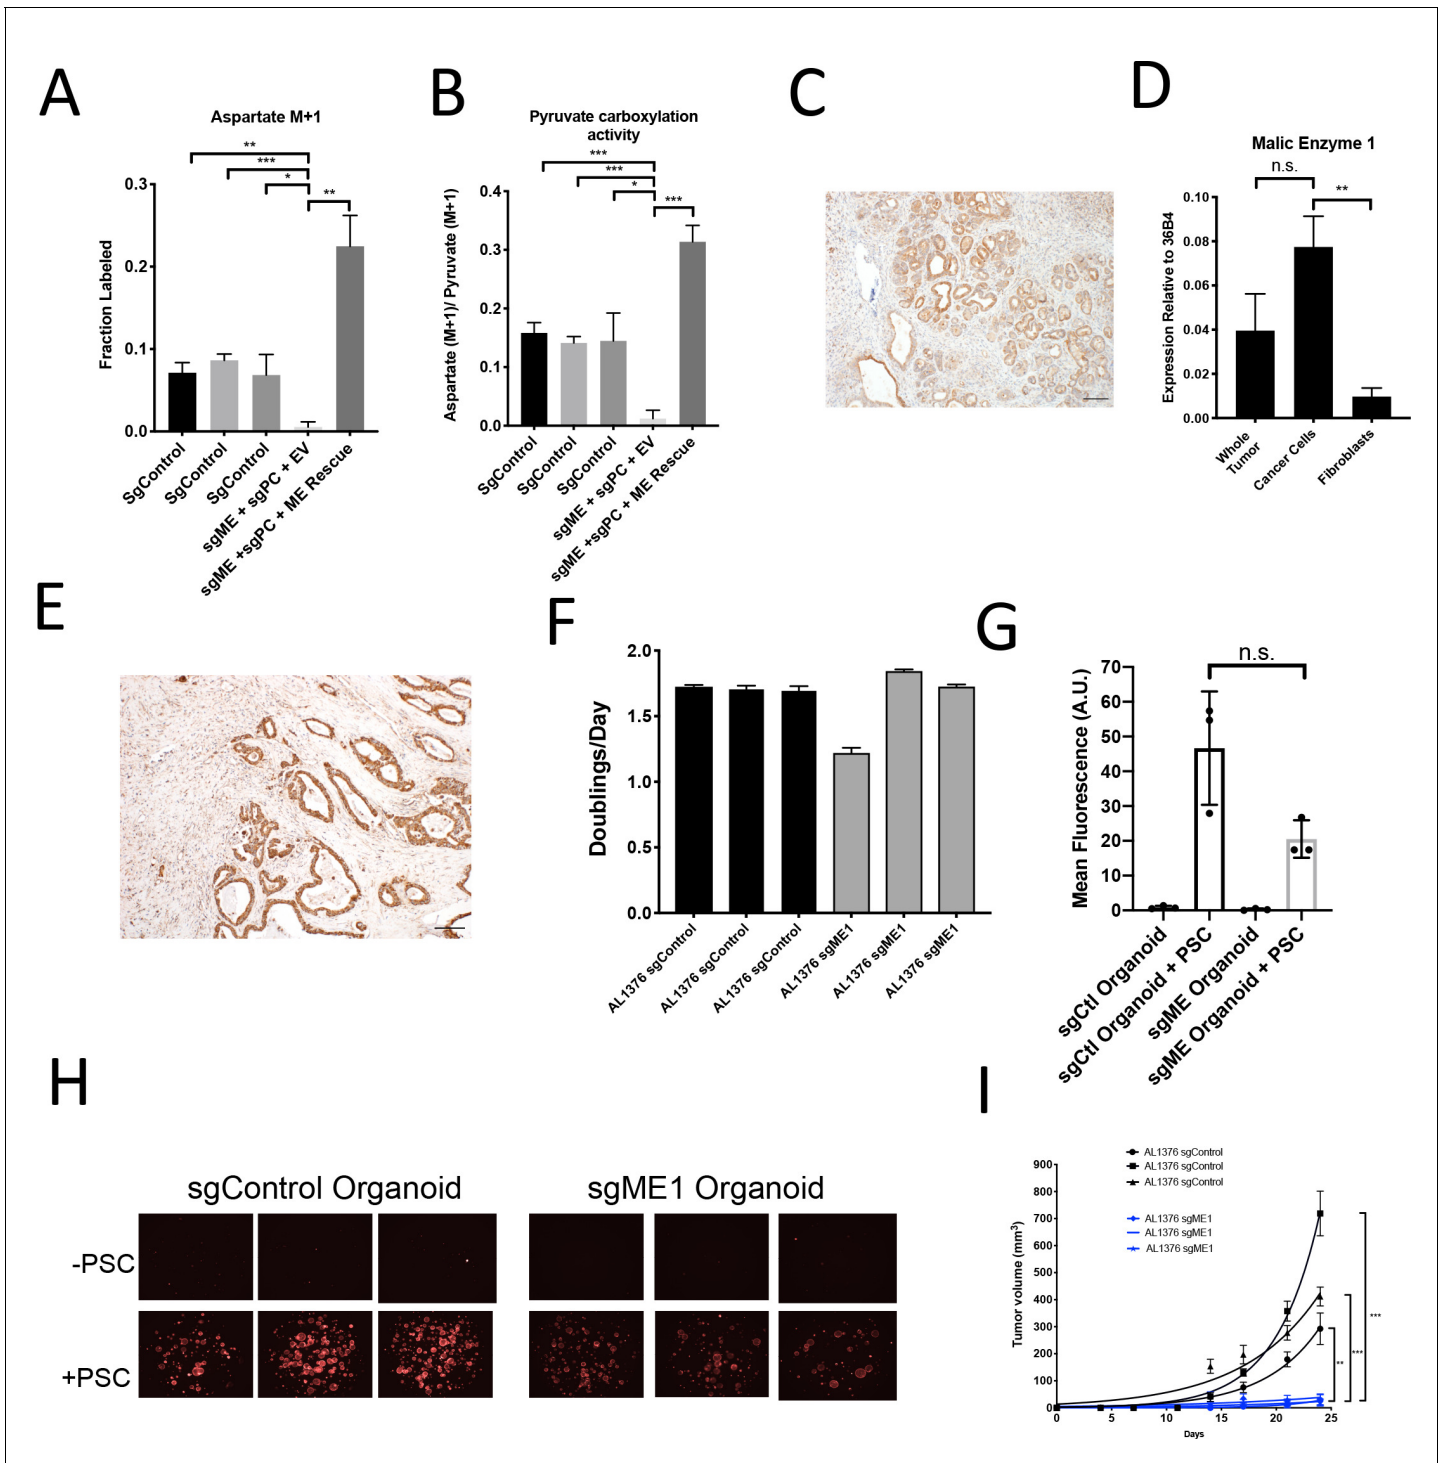 A
Aspartate M+1
**
***
*
**
Fraction Labeled
0.3
0.2
0.1
0.0
SgControl
SgControl
SgControl
sgME + sgPC + EV
sgME +sgPC + ME Rescue
B
Pyruvate carboxylation
activity
***
***
*
***
Aspartate (M+1)/ Pyruvate (M+1)
0.4
0.3
0.2
0.1
0.0
SgControl
SgControl
SgControl
sgME + sgPC + EV
sgME +sgPC + ME Rescue
C
D
Malic Enzyme 1
n.s.
**
Expression Relative to 36B4
0.10
0.08
0.06
0.04
0.02
0.00
Whole
Tumor
Cancer Cells
Fibroblasts
E
F
Doublings/Day
2.0
1.5
1.0
0.5
0.0
AL1376 sgControl
AL1376 sgControl
AL1376 sgControl
AL1376 sgME1
AL1376 sgME1
AL1376 sgME1
G
n.s.
Mean Fluorescence (A.U.)
70
60
50
40
30
20
10
0
sgCtl Organoid
sgCtl Organoid + PSC
sgME Organoid
sgME Organoid + PSC
H
sgControl Organoid
sgME1 Organoid
-PSC
+PSC
I
AL1376 sgControl
AL1376 sgControl
AL1376 sgControl
AL1376 sgME1
AL1376 sgME1
AL1376 sgME1
Tumor volume (mm³)
900
800
700
600
500
400
300
200
100
0
0
5
10
15
20
25
Days
**
***
***